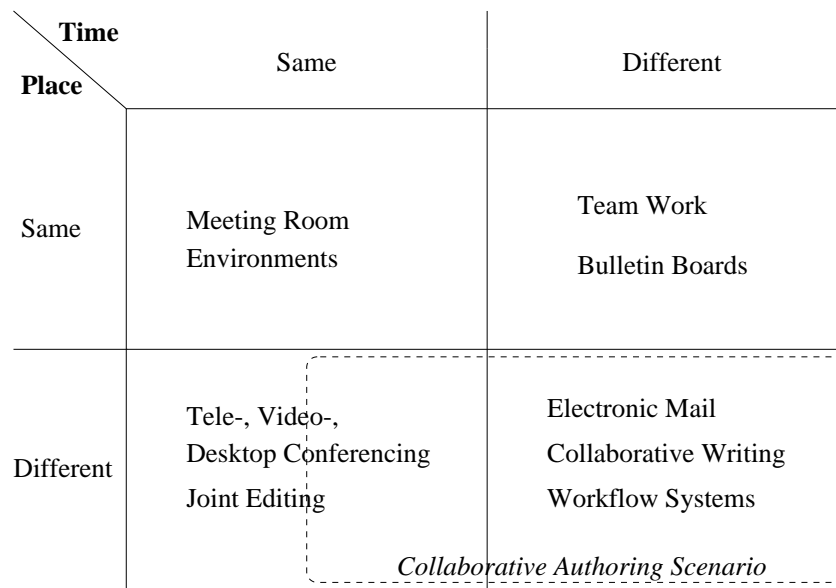 Time
Place
Same
Different
Same
Meeting Room
Environments
Team Work
Bulletin Boards
Different
Tele-, Video-,
Desktop Conferencing
Joint Editing
Electronic Mail
Collaborative Writing
Workflow Systems
Collaborative Authoring Scenario